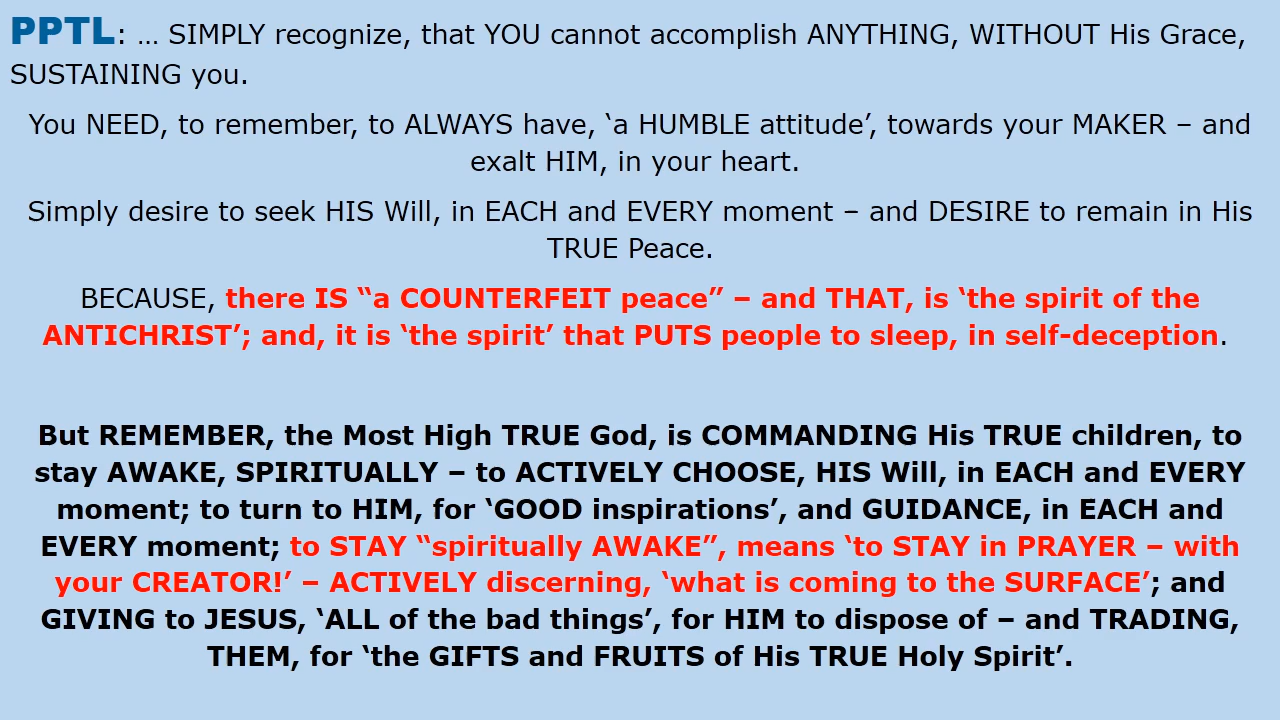 PPTL: ... SIMPLY recognize, that YOU cannot accomplish ANYTHING, WITHOUT His Grace,
SUSTAINING you.
You NEED, to remember, to ALWAYS have, ‘a HUMBLE attitude’, towards your MAKER – and
exalt HIM, in your heart.
Simply desire to seek HIS Will, in EACH and EVERY moment – and DESIRE to remain in His
TRUE Peace.
BECAUSE, there IS “a COUNTERFEIT peace” – and THAT, is ‘the spirit of the
ANTICHRIST’; and, it is ‘the spirit’ that PUTS people to sleep, in self-deception.
But REMEMBER, the Most High TRUE God, is COMMANDING His TRUE children, to
stay AWAKE, SPIRITUALLY – to ACTIVELY CHOOSE, HIS Will, in EACH and EVERY
moment; to turn to HIM, for ‘GOOD inspirations’, and GUIDANCE, in EACH and
EVERY moment; to STAY “spiritually AWAKE”, means ‘to STAY in PRAYER – with
your CREATOR!’ – ACTIVELY discerning, ‘what is coming to the SURFACE’; and
GIVING to JESUS, ‘ALL of the bad things’, for HIM to dispose of – and TRADING,
THEM, for ‘the GIFTS and FRUITS of His TRUE Holy Spirit’.